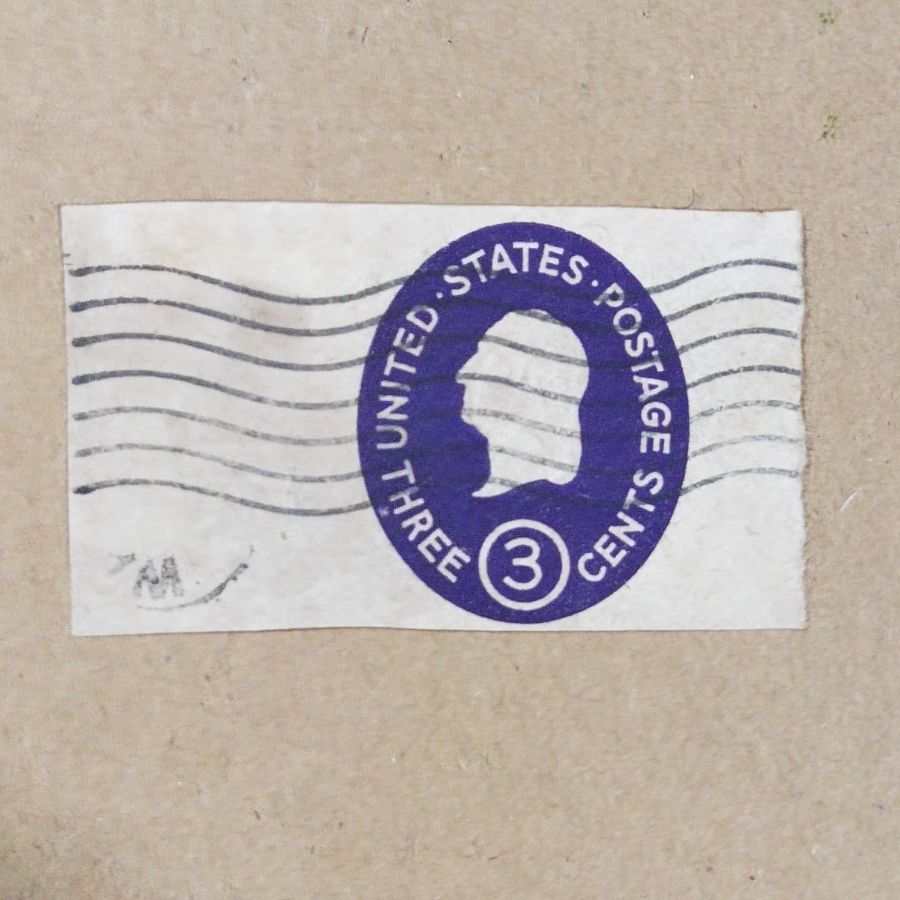 UNITED · STATES · POSTAGE
THREE CENTS
3